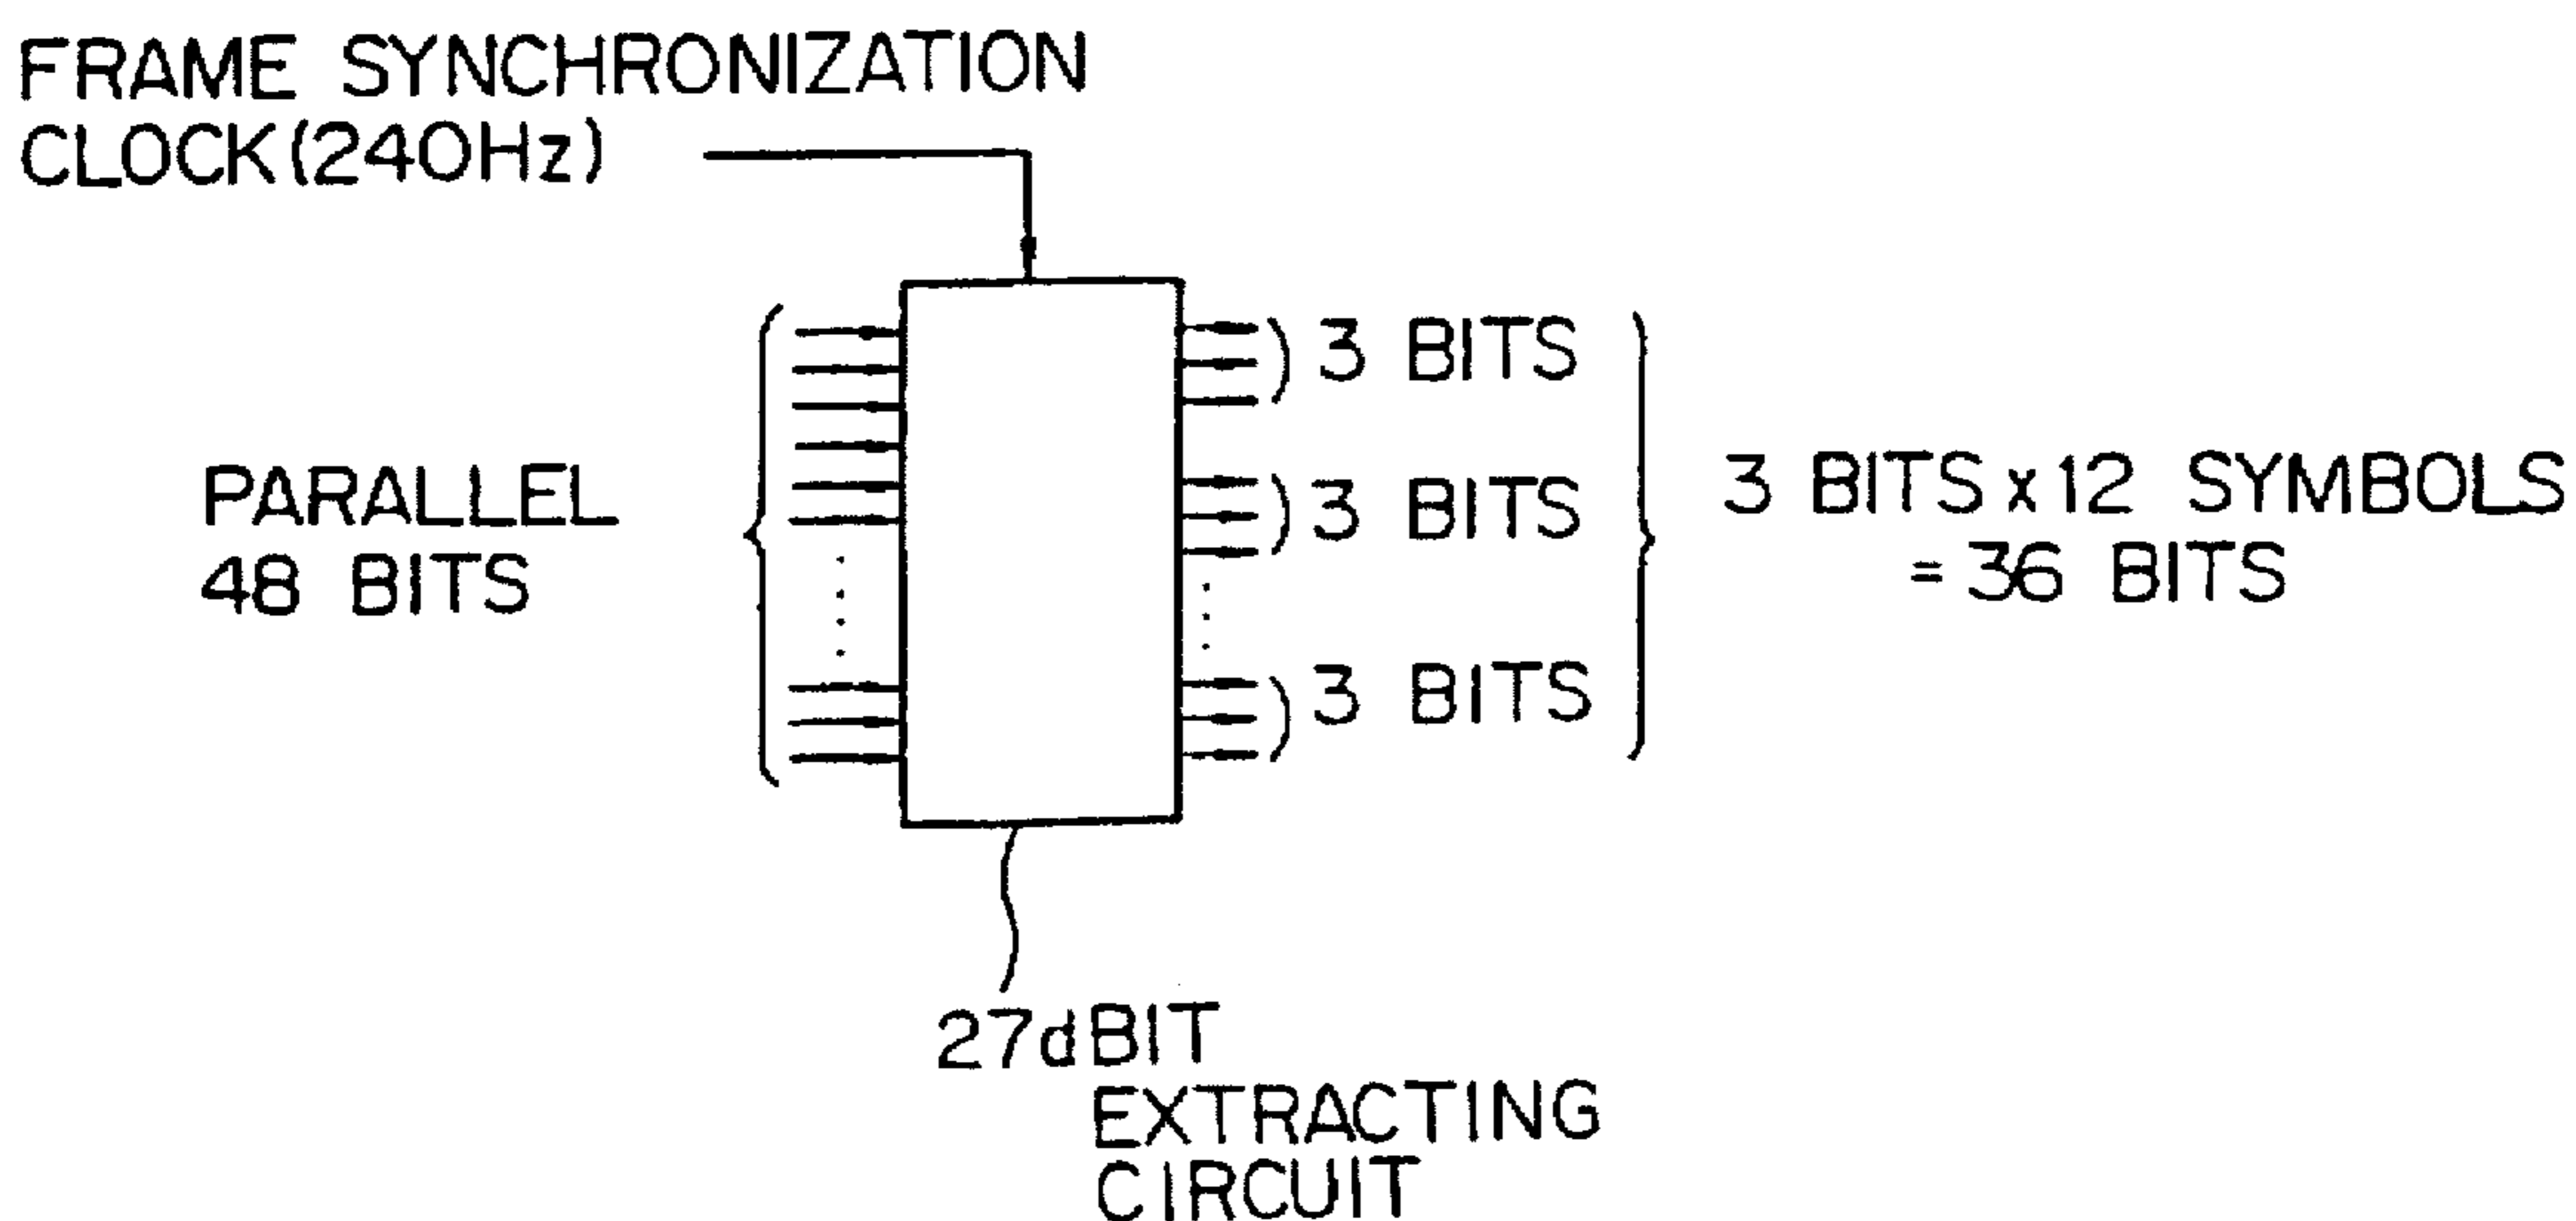 FRAME SYNCHRONIZATION
CLOCK(240Hz)
PARALLEL
48 BITS
3 BITS
3 BITS
3 BITS
3 BITS x 12 SYMBOLS
= 36 BITS
27d BIT
EXTRACTING
CIRCUIT